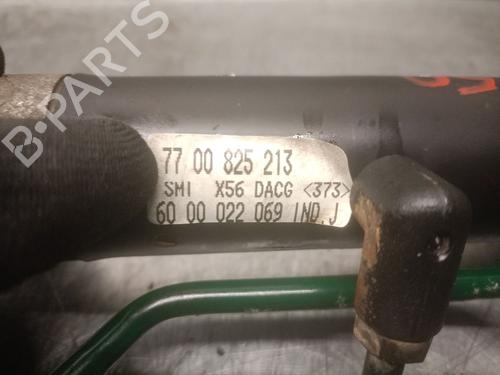 B-PARTS
77 00 825 213
SMI X56 DACG <373>
60 00 022 069 IND.J